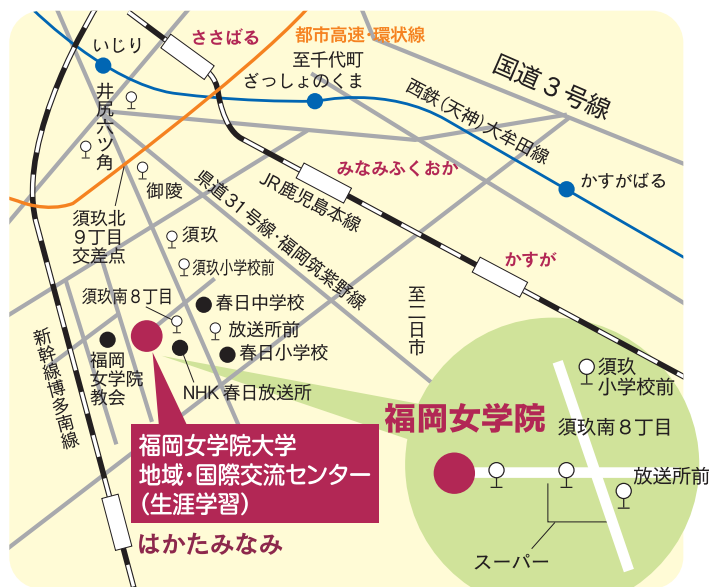 いじり
ささばる
都市高速・環状線
至千代町
ざっしょのくま
国道3号線
西鉄(天神)大牟田線
井尻六ツ角
みなみふくおか
かすがばる
御陵
県道31号線・福岡筑紫野線
JR鹿児島本線
須玖北
9丁目
交差点
須玖
須玖小学校前
かすが
至二日市
須玖南8丁目
春日中学校
放送所前
春日小学校
新幹線博多南線
福岡
女学院
教会
NHK春日放送所
須玖
小学校前
福岡女学院
須玖南8丁目
福岡女学院大学
地域・国際交流センター
(生涯学習)
放送所前
はかたみなみ
スーパー